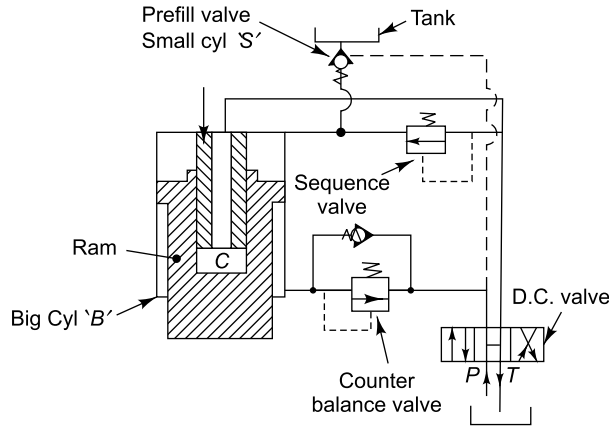 Prefill valve
Small cyl ‵S′
Tank
Sequence
valve
Ram
C
Big Cyl ‵B′
D.C. valve
P
T
Counter
balance valve